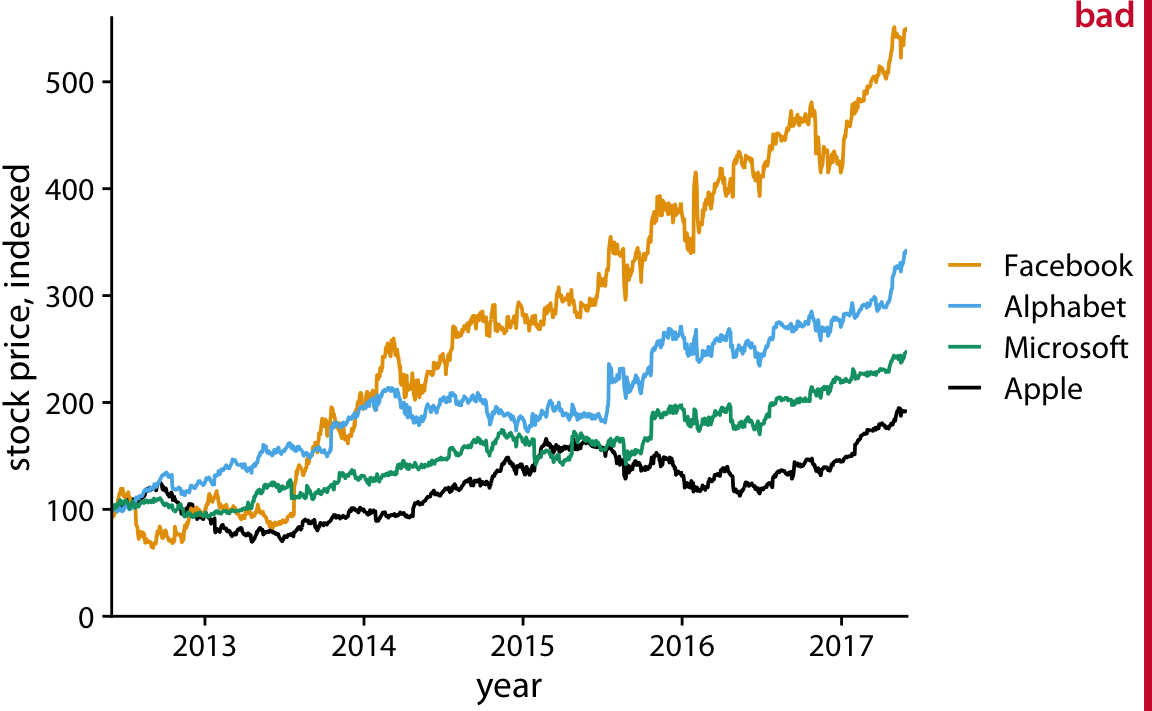 bad
500
400
300
200
100
0
stock price, indexed
2013 2014 2015 2016 2017
year
Facebook
Alphabet
Microsoft
Apple